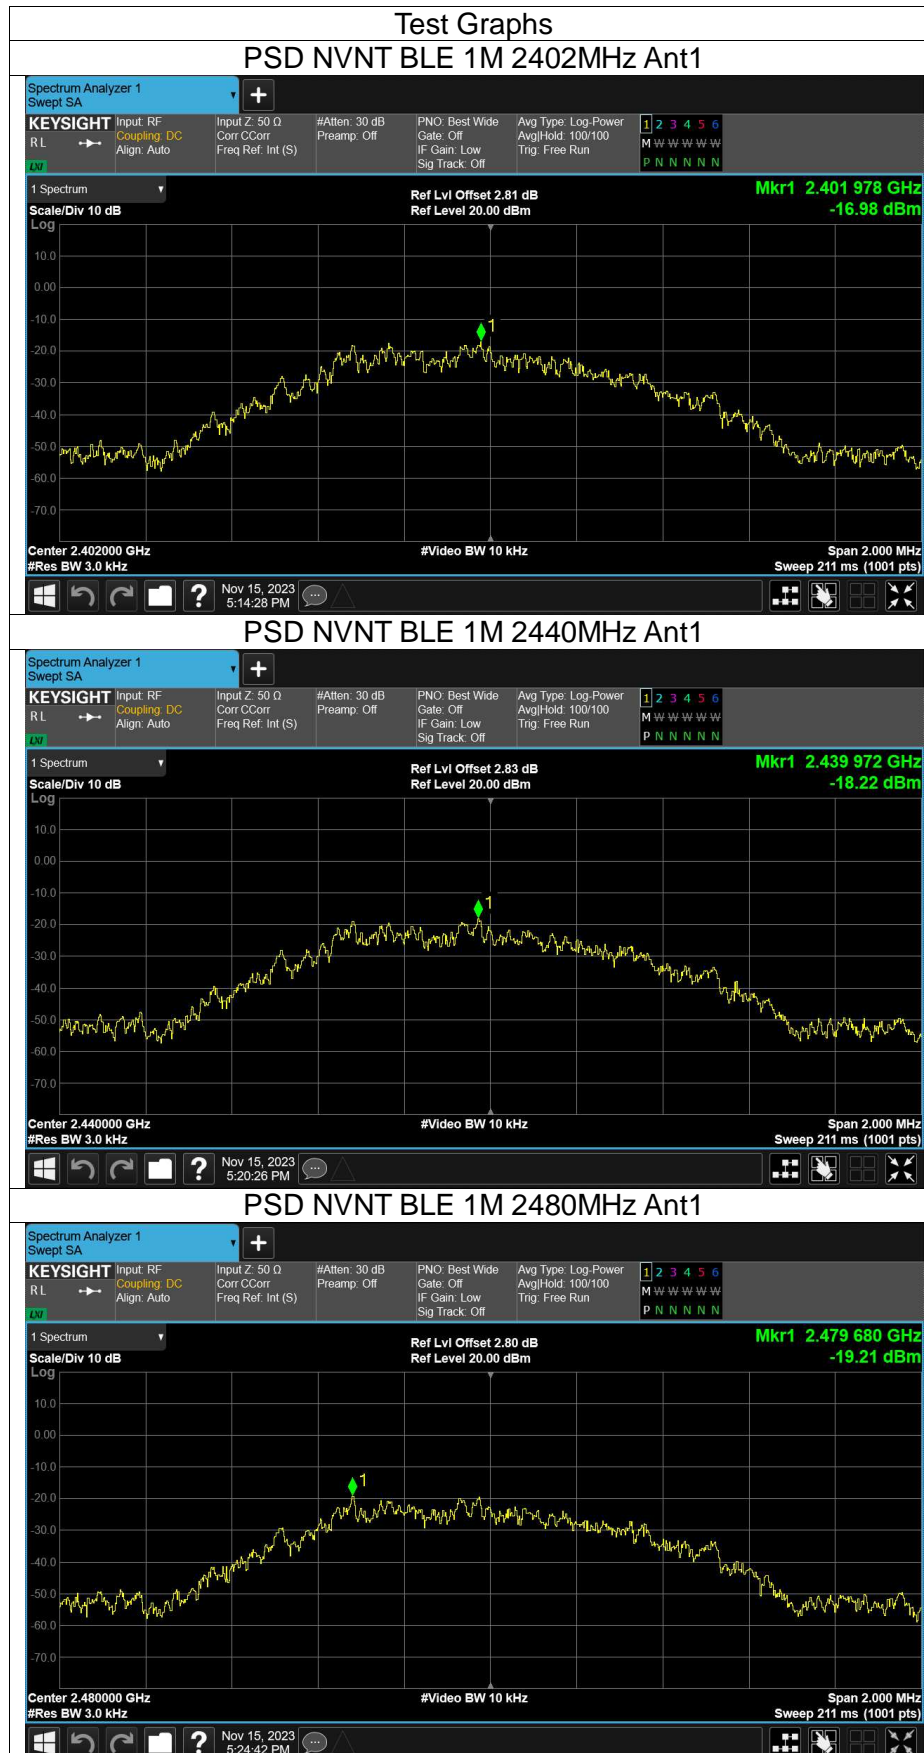 Test Graphs
PSD NVNT BLE 1M 2402MHz Ant1
Spectrum Analyzer 1
Swept SA
KEYSIGHT Input: RF Input Z: 50 Ω #Atten: 30 dB PNO: Best Wide Avg Type: Log-Power 1 2 3 4 5 6
RL Coupling: DC Corr CCorr Preamp: Off Gate: Off Avg|Hold: 100/100 M W W W W W
Align: Auto Freq Ref: Int (S) IF Gain: Low Trig: Free Run
LXI Sig Track: Off P N N N N N
1 Spectrum Ref Lvl Offset 2.81 dB Mkr1 2.401 978 GHz
Scale/Div 10 dB Ref Level 20.00 dBm -16.98 dBm
Log
10.0
0.00
1
-10.0
-20.0
-30.0
-40.0
-50.0
-60.0
-70.0
Center 2.402000 GHz #Video BW 10 kHz Span 2.000 MHz
#Res BW 3.0 kHz Sweep 211 ms (1001 pts)
? Nov 15, 2023
5:14:28 PM
PSD NVNT BLE 1M 2440MHz Ant1
Spectrum Analyzer 1
Swept SA
KEYSIGHT Input: RF Input Z: 50 Ω #Atten: 30 dB PNO: Best Wide Avg Type: Log-Power 1 2 3 4 5 6
RL Coupling: DC Corr CCorr Preamp: Off Gate: Off Avg|Hold: 100/100 M W W W W W
Align: Auto Freq Ref: Int (S) IF Gain: Low Trig: Free Run
LXI Sig Track: Off P N N N N N
1 Spectrum Ref Lvl Offset 2.83 dB Mkr1 2.439 972 GHz
Scale/Div 10 dB Ref Level 20.00 dBm -18.22 dBm
Log
10.0
0.00
-10.0
1
-20.0
-30.0
-40.0
-50.0
-60.0
-70.0
Center 2.440000 GHz #Video BW 10 kHz Span 2.000 MHz
#Res BW 3.0 kHz Sweep 211 ms (1001 pts)
? Nov 15, 2023
5:20:26 PM
PSD NVNT BLE 1M 2480MHz Ant1
Spectrum Analyzer 1
Swept SA
KEYSIGHT Input: RF Input Z: 50 Ω #Atten: 30 dB PNO: Best Wide Avg Type: Log-Power 1 2 3 4 5 6
RL Coupling: DC Corr CCorr Preamp: Off Gate: Off Avg|Hold: 100/100 M W W W W W
Align: Auto Freq Ref: Int (S) IF Gain: Low Trig: Free Run
LXI Sig Track: Off P N N N N N
1 Spectrum Ref Lvl Offset 2.80 dB Mkr1 2.479 680 GHz
Scale/Div 10 dB Ref Level 20.00 dBm -19.21 dBm
Log
10.0
0.00
-10.0
1
-20.0
-30.0
-40.0
-50.0
-60.0
-70.0
Center 2.480000 GHz #Video BW 10 kHz Span 2.000 MHz
#Res BW 3.0 kHz Sweep 211 ms (1001 pts)
? Nov 15, 2023
5:24:42 PM